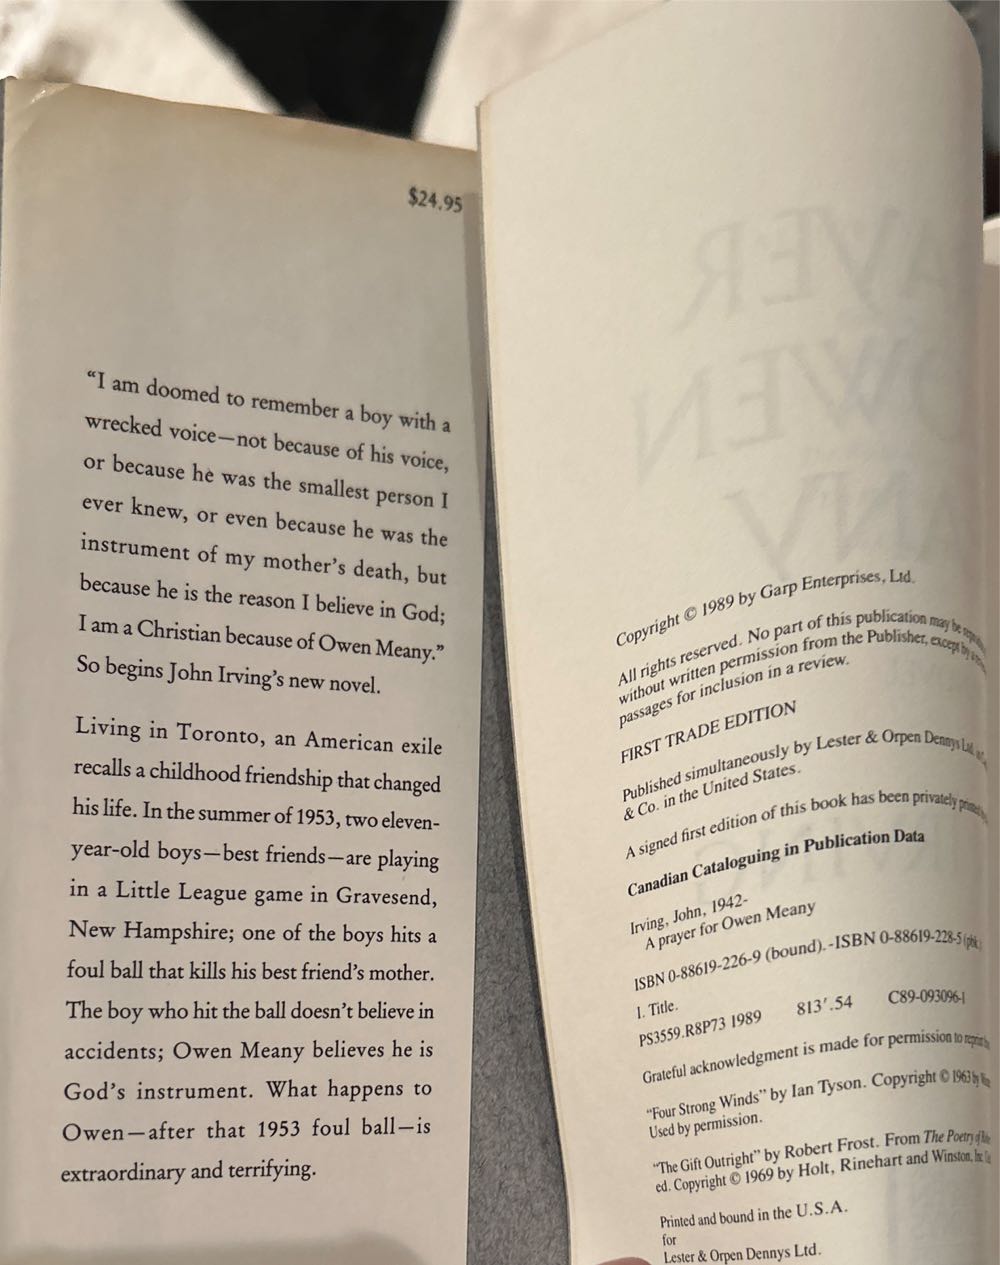 $24.95
“I am doomed to remember a boy with a
wrecked voice—not because of his voice,
or because he was the smallest person I
ever knew, or even because he was the
instrument of my mother’s death, but
because he is the reason I believe in God;
I am a Christian because of Owen Meany.”
So begins John Irving’s new novel.
Living in Toronto, an American exile
recalls a childhood friendship that changed
his life. In the summer of 1953, two eleven-
year-old boys—best friends—are playing
in a Little League game in Gravesend,
New Hampshire; one of the boys hits a
foul ball that kills his best friend’s mother.
The boy who hit the ball doesn’t believe in
accidents; Owen Meany believes he is
God’s instrument. What happens to
Owen—after that 1953 foul ball—is
extraordinary and terrifying.
Copyright © 1989 by Garp Enterprises, Ltd.
All rights reserved. No part of this publication may be
without written permission from the Publisher, except by a
passages for inclusion in a review.
FIRST TRADE EDITION
Published simultaneously by Lester & Orpen Dennys Ltd.
& Co. in the United States.
A signed first edition of this book has been privately printed
Canadian Cataloguing in Publication Data
Irving, John, 1942-
A prayer for Owen Meany
ISBN 0-88619-226-9 (bound). - ISBN 0-88619-228-5 (pbk.)
I. Title.
PS3559.R8P73 1989 813′.54 C89-093096-1
Grateful acknowledgment is made for permission to reprint
“Four Strong Winds” by Ian Tyson. Copyright © 1963 by
Used by permission.
“The Gift Outright” by Robert Frost. From The Poetry of
ed. Copyright © 1969 by Holt, Rinehart and Winston, Inc.
Printed and bound in the U.S.A.
for
Lester & Orpen Dennys Ltd.